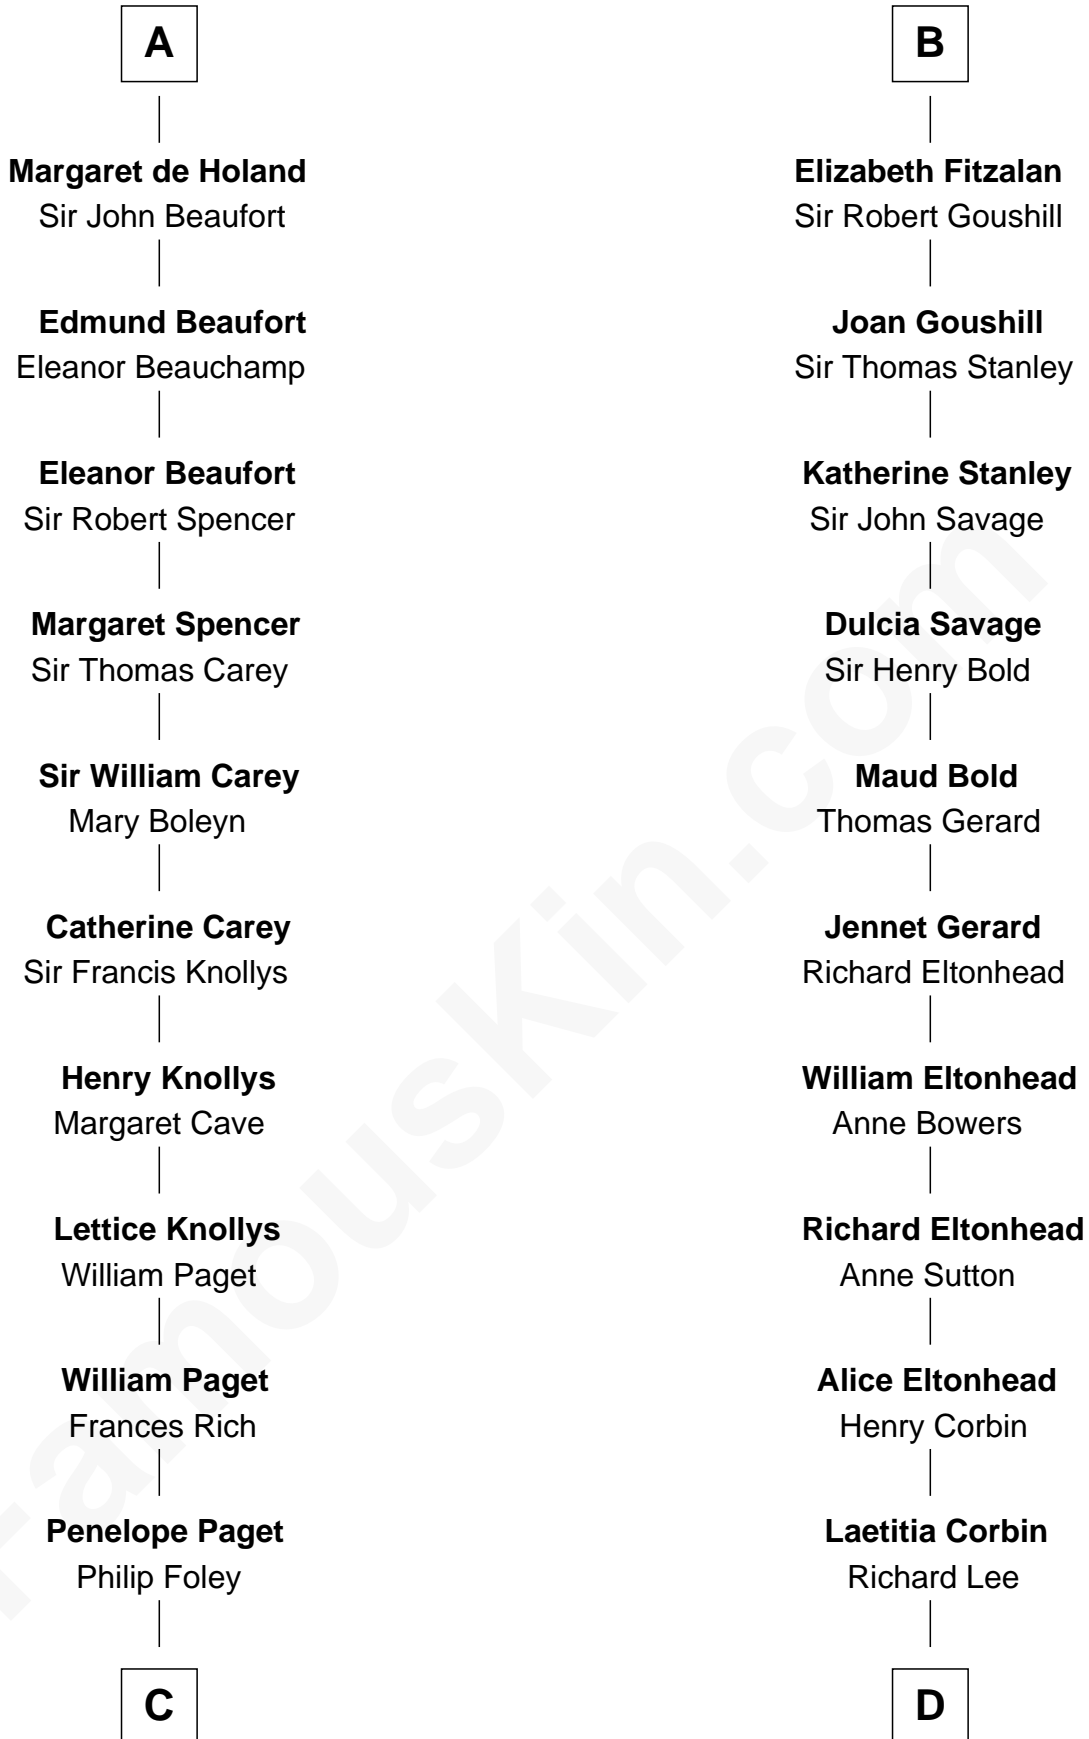 A
Margaret de Holand
Sir John Beaufort
Edmund Beaufort
Eleanor Beauchamp
Eleanor Beaufort
Sir Robert Spencer
Margaret Spencer
Sir Thomas Carey
Sir William Carey
Mary Boleyn
Catherine Carey
Sir Francis Knollys
Henry Knollys
Margaret Cave
Lettice Knollys
William Paget
William Paget
Frances Rich
Penelope Paget
Philip Foley
C
B
Elizabeth Fitzalan
Sir Robert Goushill
Joan Goushill
Sir Thomas Stanley
Katherine Stanley
Sir John Savage
Dulcia Savage
Sir Henry Bold
Maud Bold
Thomas Gerard
Jennet Gerard
Richard Eltonhead
William Eltonhead
Anne Bowers
Richard Eltonhead
Anne Sutton
Alice Eltonhead
Henry Corbin
Laetitia Corbin
Richard Lee
D
FamousKin.com